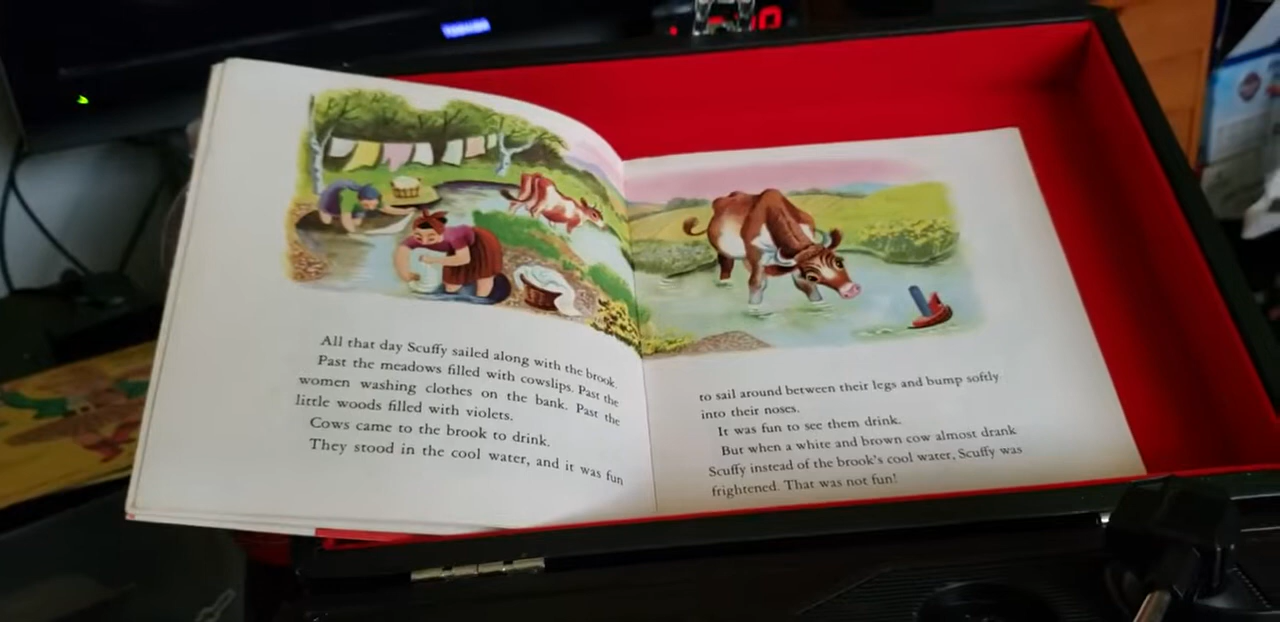 TOSHIBA
All that day Scuffy sailed along with the brook.
Past the meadows filled with cowslips. Past the
women washing clothes on the bank. Past the
little woods filled with violets.
Cows came to the brook to drink.
They stood in the cool water, and it was fun
to sail around between their legs and bump softly
into their noses.
It was fun to see them drink.
But when a white and brown cow almost drank
Scuffy instead of the brook's cool water, Scuffy was
frightened. That was not fun!